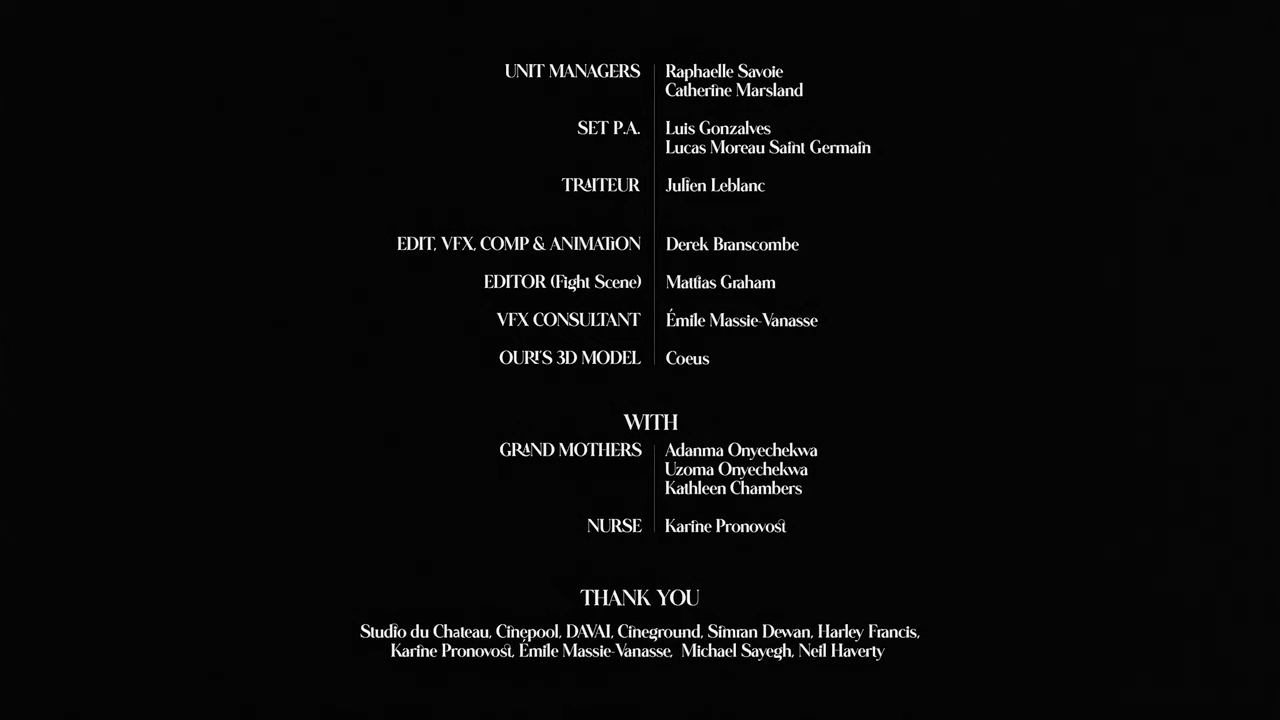 UNIT MANAGERS Raphaelle Savoie
Catherine Marsland
SET P.A. Luis Gonzalves
Lucas Moreau Saint Germain
TRAITEUR Julien Leblanc
EDIT, VFX, COMP & ANIMATiON Derek Branscombe
EDITOR (Fight Scene) Mattias Graham
VFX CONSULTANT Émile Massie-Vanasse
OURI'S 3D MODEL Coeus
WITH
GRAND MOTHERS Adanma Onyechekwa
Uzoma Onyechekwa
Kathleen Chambers
NURSE Karine Pronovost
THANK YOU
Studio du Chateau, Cinépool, DAVAI, Cineground, Simran Dewan, Harley Francis,
Karine Pronovost, Émile Massie-Vanasse, Michael Sayegh, Neil Haverty